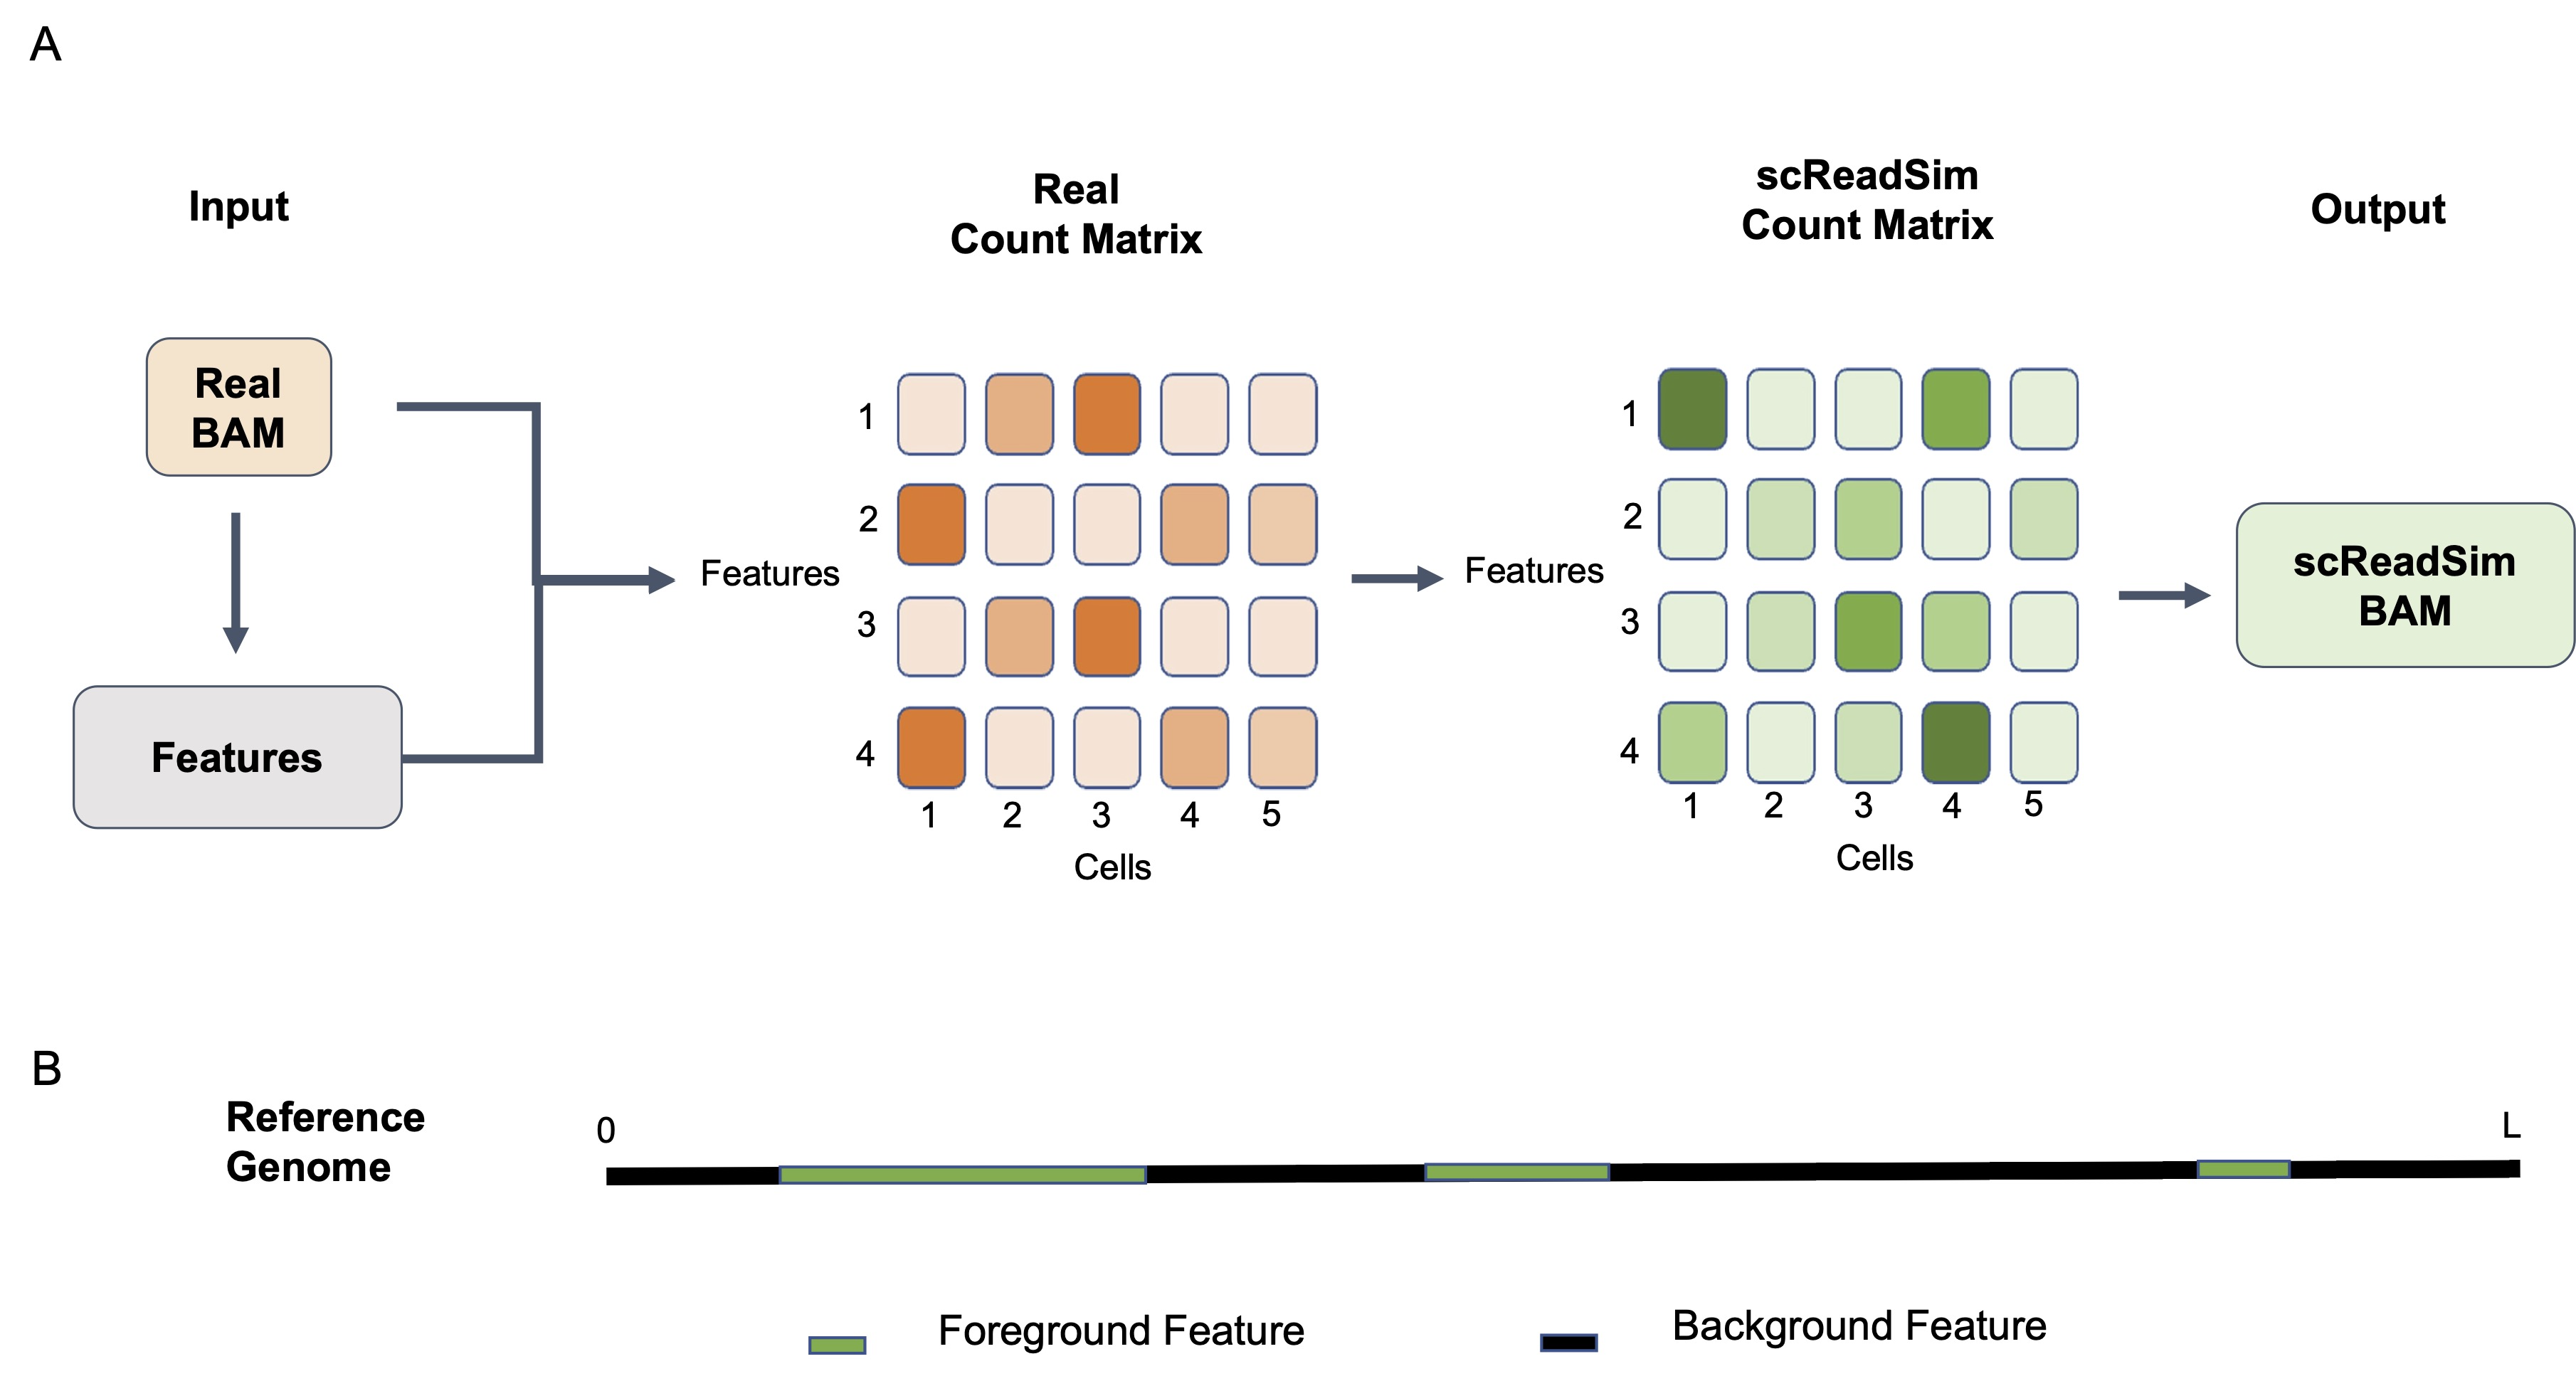 A
Input
Real
Count Matrix
scReadSim
Count Matrix
Output
Real
BAM
Features
Features
1
2
3
4
1 2 3 4 5
Cells
Features
1
2
3
4
1 2 3 4 5
Cells
scReadSim
BAM
B
Reference
Genome
0
L
Foreground Feature
Background Feature